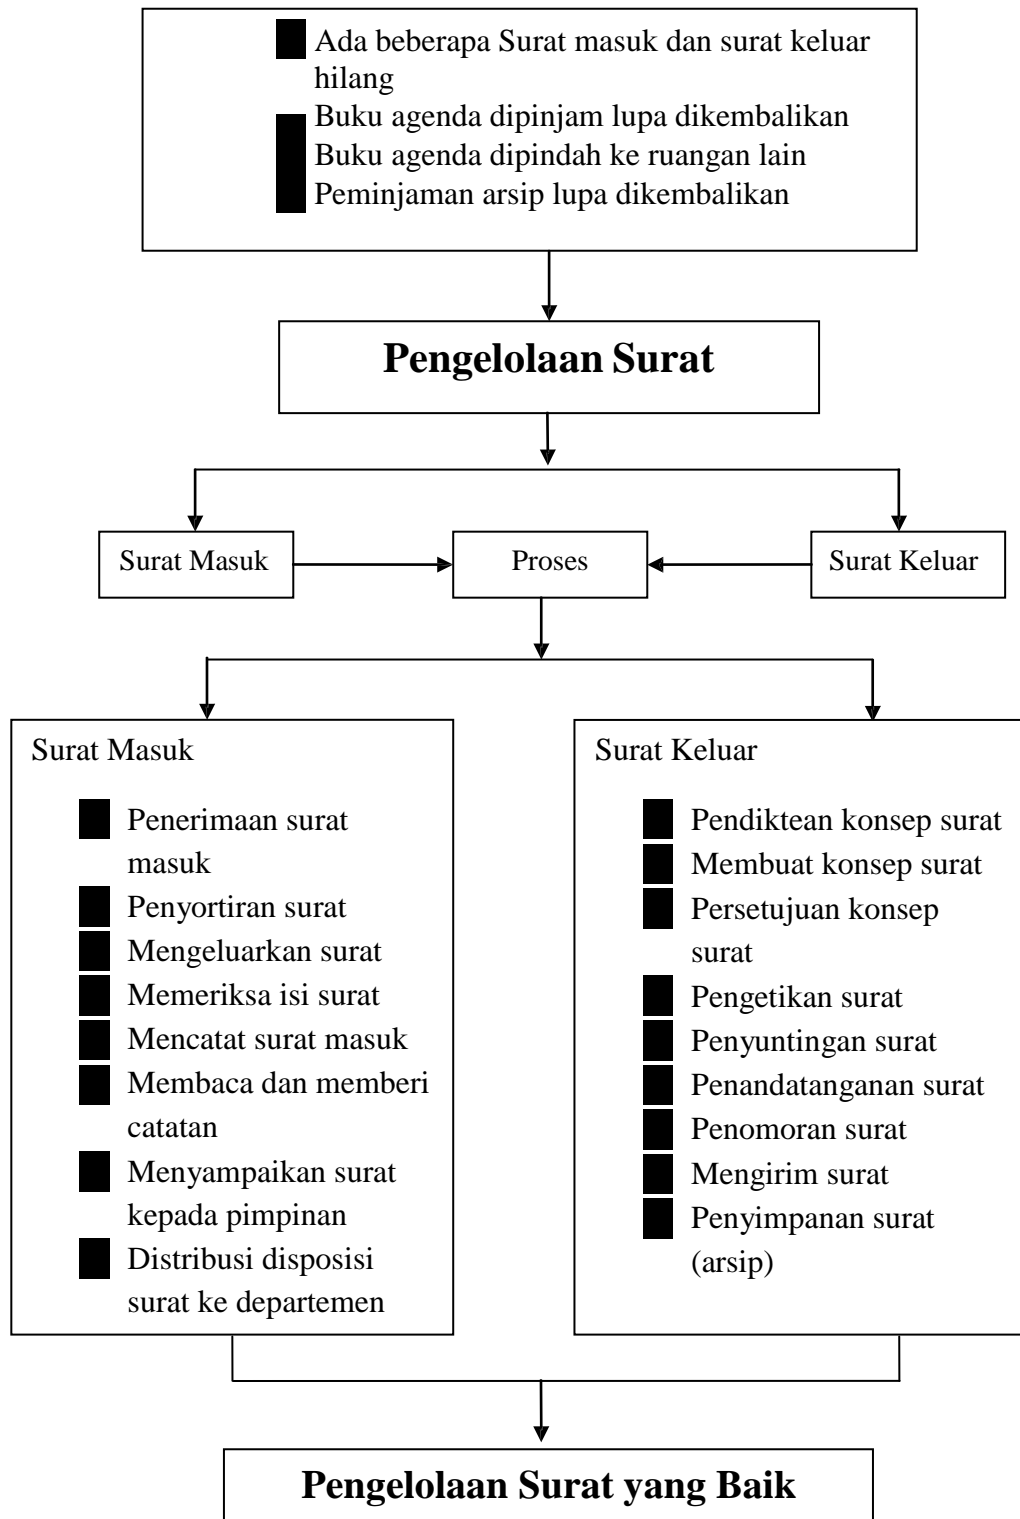 Ada beberapa Surat masuk dan surat keluar
hilang
Buku agenda dipinjam lupa dikembalikan
Buku agenda dipindah ke ruangan lain
Peminjaman arsip lupa dikembalikan
Pengelolaan Surat
Surat Masuk
Proses
Surat Keluar
Surat Masuk
Penerimaan surat
masuk
Penyortiran surat
Mengeluarkan surat
Memeriksa isi surat
Mencatat surat masuk
Membaca dan memberi
catatan
Menyampaikan surat
kepada pimpinan
Distribusi disposisi
surat ke departemen
Surat Keluar
Pendiktean konsep surat
Membuat konsep surat
Persetujuan konsep
surat
Pengetikan surat
Penyuntingan surat
Penandatanganan surat
Penomoran surat
Mengirim surat
Penyimpanan surat
(arsip)
Pengelolaan Surat yang Baik